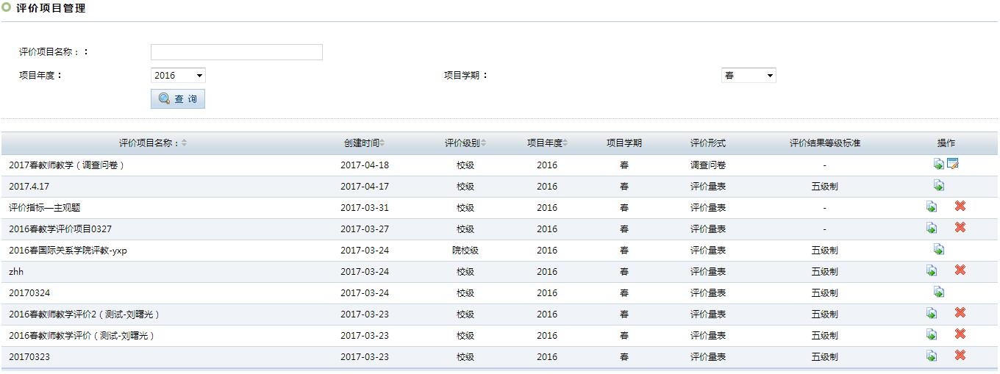 评价项目管理
评价项目名称：：
项目年度： 2016 项目学期： 春
查 询
评价项目名称： 创建时间 评价级别 项目年度 项目学期 评价形式 评价结果等级标准 操作
2017春教师教学（调查问卷） 2017-04-18 校级 2016 春 调查问卷 -
2017.4.17 2017-04-17 校级 2016 春 评价量表 五级制
评价指标—主观题 2017-03-31 校级 2016 春 评价量表 -
2016春教学评价项目0327 2017-03-27 校级 2016 春 评价量表 -
2016春国际关系学院评教-yxp 2017-03-24 院校级 2016 春 评价量表 五级制
zhh 2017-03-24 校级 2016 春 评价量表 五级制
20170324 2017-03-24 校级 2016 春 评价量表 五级制
2016春教师教学评价2（测试-刘曙光） 2017-03-23 校级 2016 春 评价量表 五级制
2016春教师教学评价（测试-刘曙光） 2017-03-23 校级 2016 春 评价量表 五级制
20170323 2017-03-23 校级 2016 春 评价量表 五级制